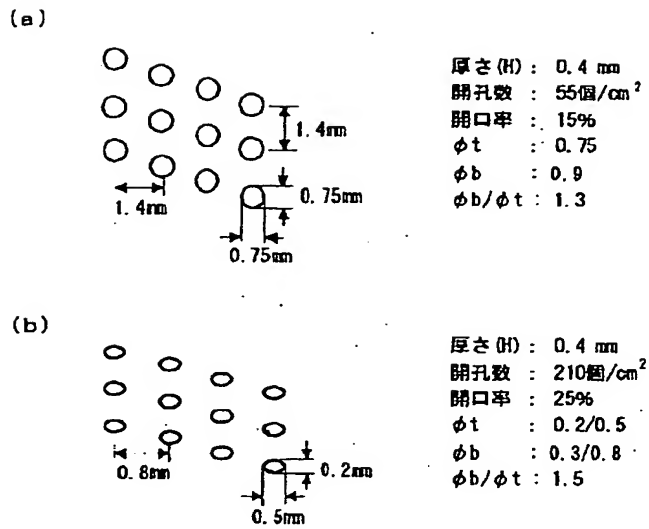 (a)
厚さ(H) : 0.4 mm
開孔数 : 55個/cm²
開口率 : 15%
φt : 0.75
φb : 0.9
φb/φt : 1.3
1.4mm
1.4mm
0.75mm
0.75mm
(b)
厚さ(H) : 0.4 mm
開孔数 : 210個/cm²
開口率 : 25%
φt : 0.2/0.5
φb : 0.3/0.8
φb/φt : 1.5
0.8mm
0.2mm
0.5mm